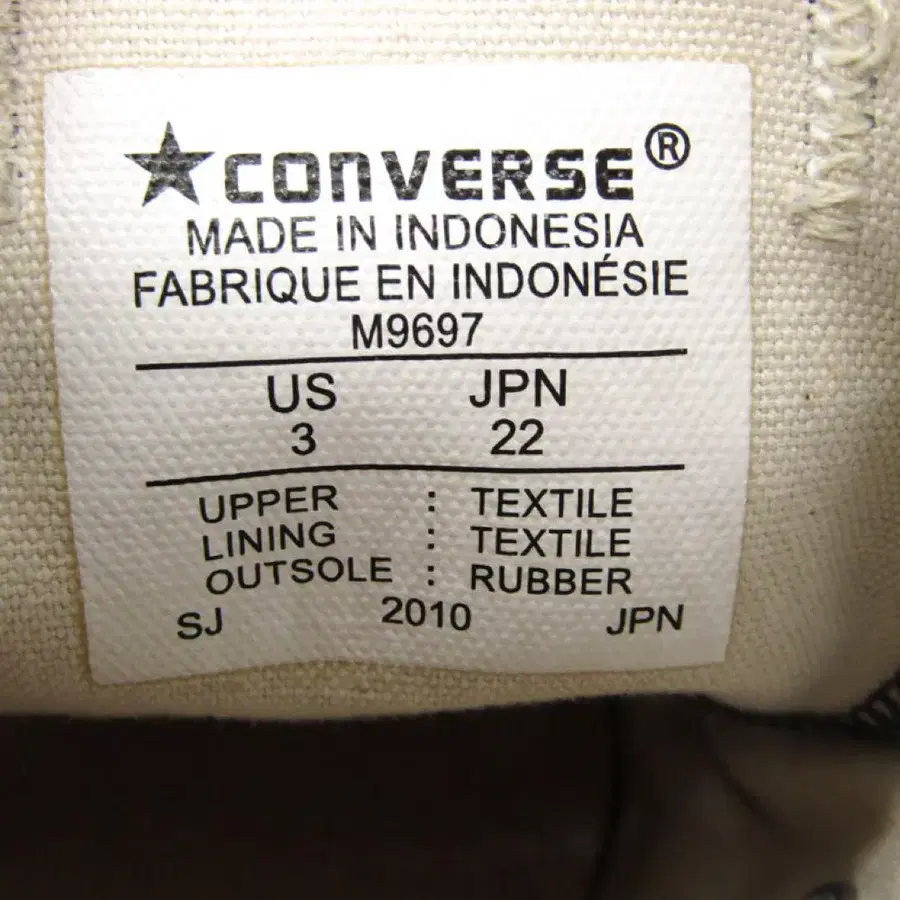 ★CONVERSE®
MADE IN INDONESIA
FABRIQUE EN INDONÉSIE
M9697
US JPN
3 22
UPPER : TEXTILE
LINING : TEXTILE
OUTSOLE : RUBBER
SJ 2010 JPN